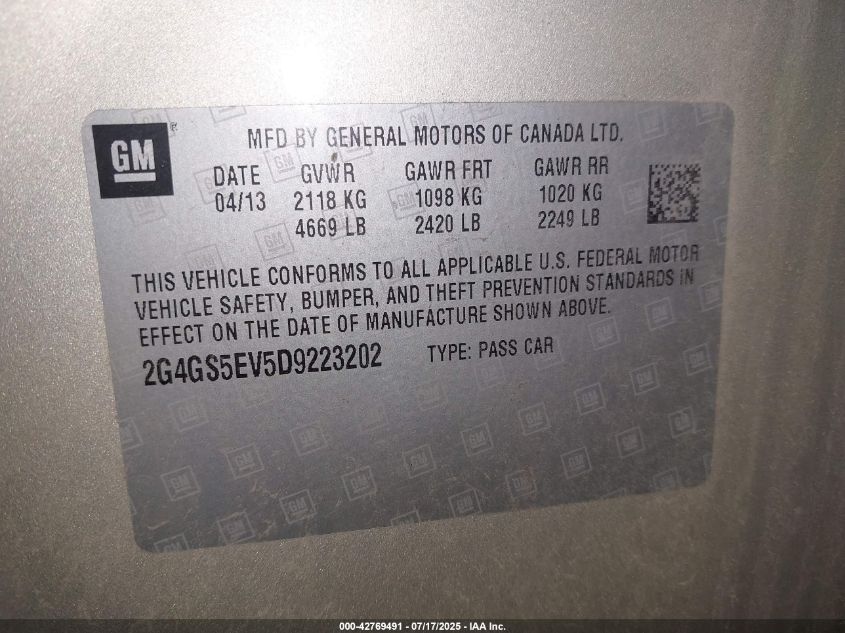 GM
MFD BY GENERAL MOTORS OF CANADA LTD.
DATE GVWR GAWR FRT GAWR RR
04/13 2118 KG 1098 KG 1020 KG
4669 LB 2420 LB 2249 LB
THIS VEHICLE CONFORMS TO ALL APPLICABLE U.S. FEDERAL MOTOR
VEHICLE SAFETY, BUMPER, AND THEFT PREVENTION STANDARDS IN
EFFECT ON THE DATE OF MANUFACTURE SHOWN ABOVE.
2G4GS5EV5D9223202 TYPE: PASS CAR
000-42769491 - 07/17/2025 - IAA Inc.